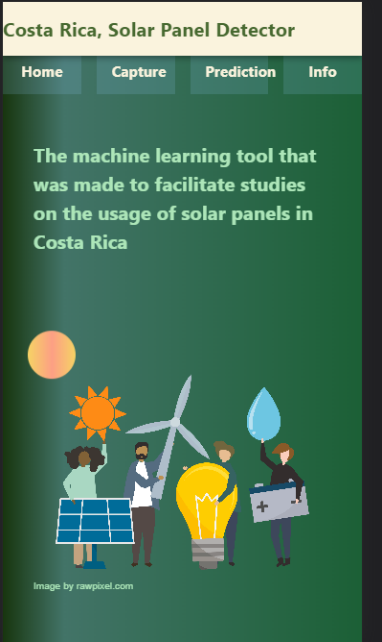 Costa Rica, Solar Panel Detector
Home Capture Prediction Info
The machine learning tool that
was made to facilitate studies
on the usage of solar panels in
Costa Rica
Image by rawpixel.com